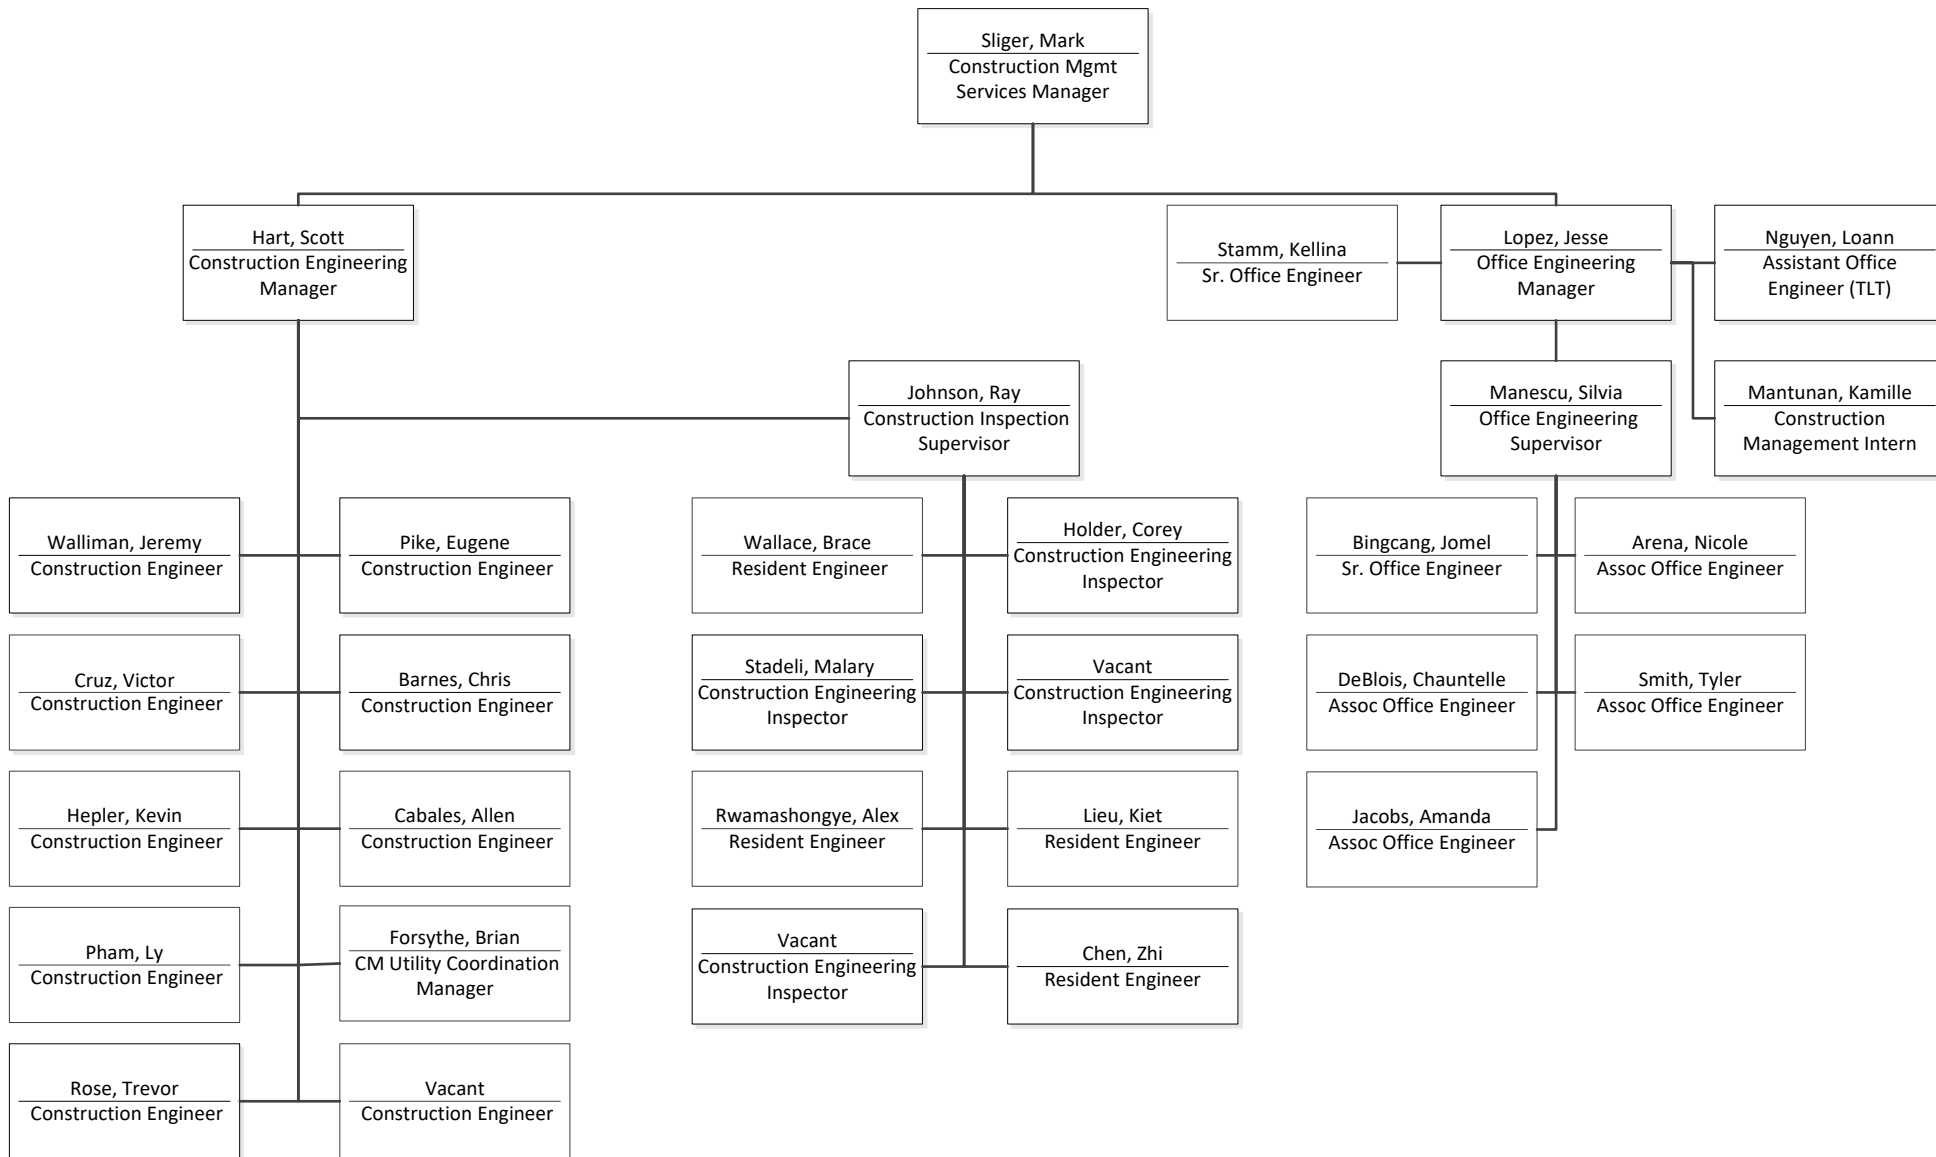 Sliger, Mark
Construction Mgmt
Services Manager
Hart, Scott
Construction Engineering
Manager
Stamm, Kellina
Sr. Office Engineer
Lopez, Jesse
Office Engineering
Manager
Nguyen, Loann
Assistant Office
Engineer (TLT)
Johnson, Ray
Construction Inspection
Supervisor
Manescu, Silvia
Office Engineering
Supervisor
Mantunan, Kamille
Construction
Management Intern
Walliman, Jeremy
Construction Engineer
Pike, Eugene
Construction Engineer
Wallace, Brace
Resident Engineer
Holder, Corey
Construction Engineering
Inspector
Bingcang, Jomel
Sr. Office Engineer
Arena, Nicole
Assoc Office Engineer
Cruz, Victor
Construction Engineer
Barnes, Chris
Construction Engineer
Stadeli, Malary
Construction Engineering
Inspector
Vacant
Construction Engineering
Inspector
DeBlois, Chauntelle
Assoc Office Engineer
Smith, Tyler
Assoc Office Engineer
Hepler, Kevin
Construction Engineer
Cabales, Allen
Construction Engineer
Rwamashongye, Alex
Resident Engineer
Lieu, Kiet
Resident Engineer
Jacobs, Amanda
Assoc Office Engineer
Pham, Ly
Construction Engineer
Forsythe, Brian
CM Utility Coordination
Manager
Vacant
Construction Engineering
Inspector
Chen, Zhi
Resident Engineer
Rose, Trevor
Construction Engineer
Vacant
Construction Engineer